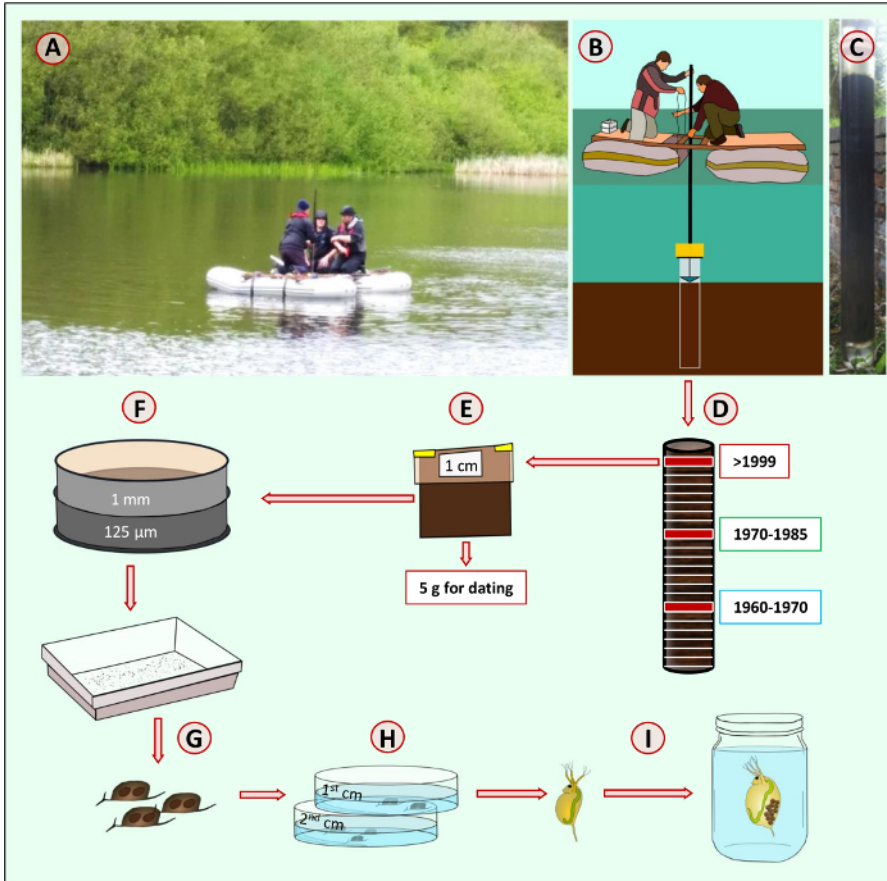 A
B
C
D
>1999
1970-1985
1960-1970
E
1 cm
5 g for dating
F
1 mm
125 µm
G
H
1st cm
2nd cm
I